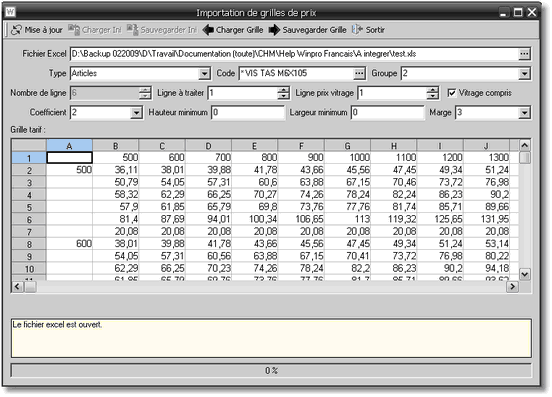 Importation de grilles de prix
Mise à jour Charger Ini Sauvegarder Ini Charger Grille Sauvegarder Grille Sortir
Fichier Excel D:\Backup 022009\D\Travail\Documentation (toute)\CHM\Help Winpro Francais\A integrer\test.xls
Type Articles Code * VIS TAS M6X105 Groupe 2
Nombre de ligne 6 Ligne à traiter 1 Ligne prix vitrage 1 Vitrage compris
Coefficient 2 Hauteur minimum 0 Largeur minimum 0 Marge 3
Grille tarif :
A B C D E F G H I J
1 500 600 700 800 900 1000 1100 1200 1300
2 500 36,11 38,01 39,88 41,78 43,66 45,56 47,45 49,34 51,24
3 50,79 54,05 57,31 60,6 63,88 67,15 70,46 73,72 76,98
4 58,32 62,29 66,25 70,27 74,26 78,24 82,24 86,23 90,2
5 57,9 61,85 65,79 69,8 73,76 77,76 81,74 85,71 89,66
6 81,4 87,69 94,01 100,34 106,65 113 119,32 125,65 131,95
7 20,08 20,08 20,08 20,08 20,08 20,08 20,08 20,08 20,08
8 600 38,01 39,88 41,78 43,66 45,56 47,45 49,34 51,24 53,14
9 54,05 57,31 60,56 63,88 67,15 70,41 73,72 76,98 80,22
10 62,29 66,25 70,23 74,26 78,24 82,2 86,23 90,2 94,18
Le fichier excel est ouvert.
0 %